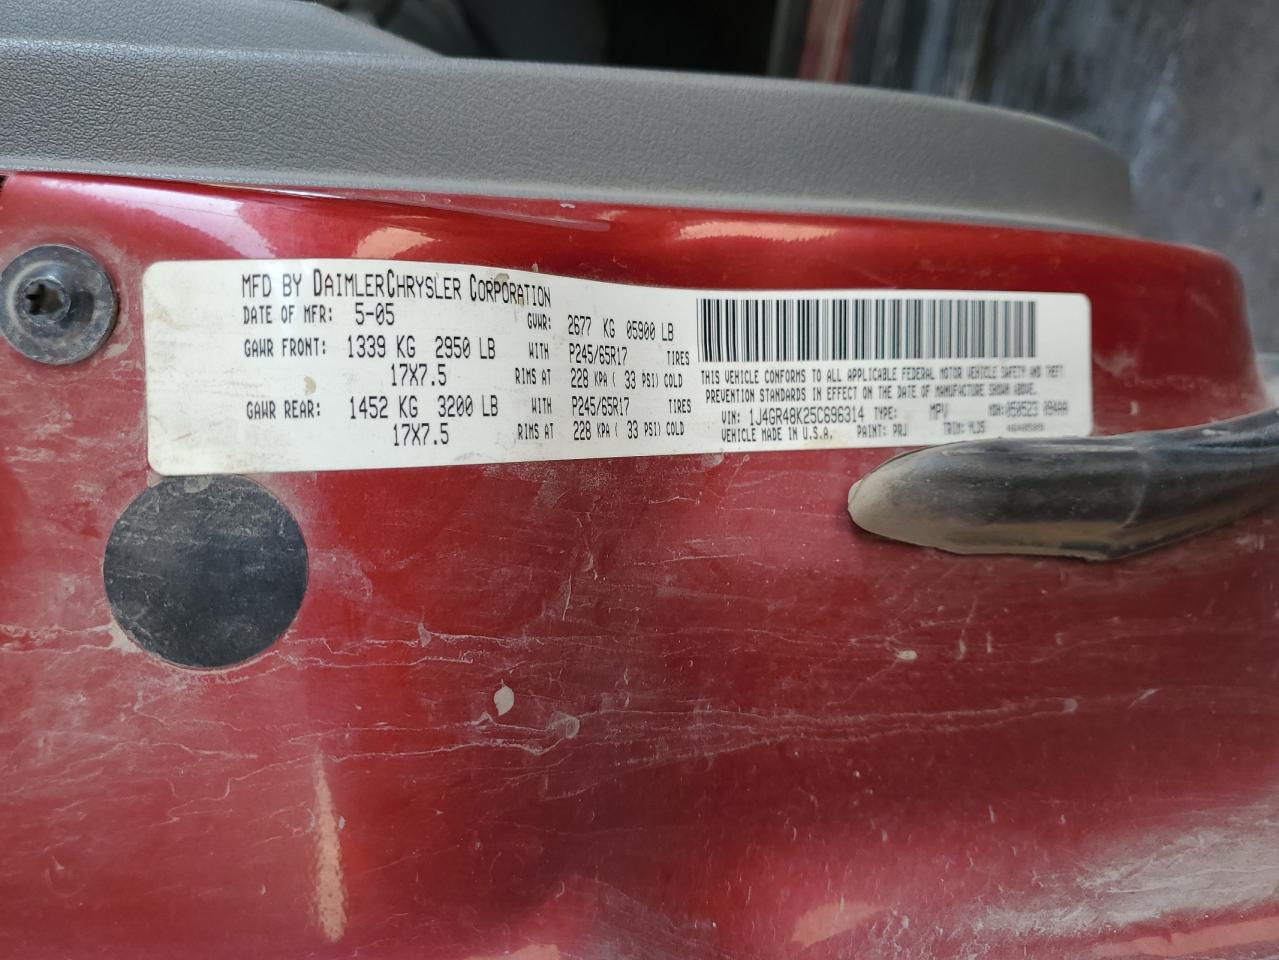 MFD BY DAIMLERCHRYSLER CORPORATION
DATE OF MFR: 5-05 GVWR: 2677 KG 05900 LB
GAWR FRONT: 1339 KG 2950 LB WITH P245/65R17 TIRES
17X7.5 RIMS AT 228 KPA ( 33 PSI) COLD
GAWR REAR: 1452 KG 3200 LB WITH P245/65R17 TIRES
17X7.5 RIMS AT 228 KPA ( 33 PSI) COLD
THIS VEHICLE CONFORMS TO ALL APPLICABLE FEDERAL MOTOR VEHICLE SAFETY AND THEFT
PREVENTION STANDARDS IN EFFECT ON THE DATE OF MANUFACTURE SHOWN ABOVE.
VIN: 1J4GR48K25C696314 TYPE: MPV MDH: 050523 094AA
VEHICLE MADE IN U.S.A. PAINT: PRJ TRIM: